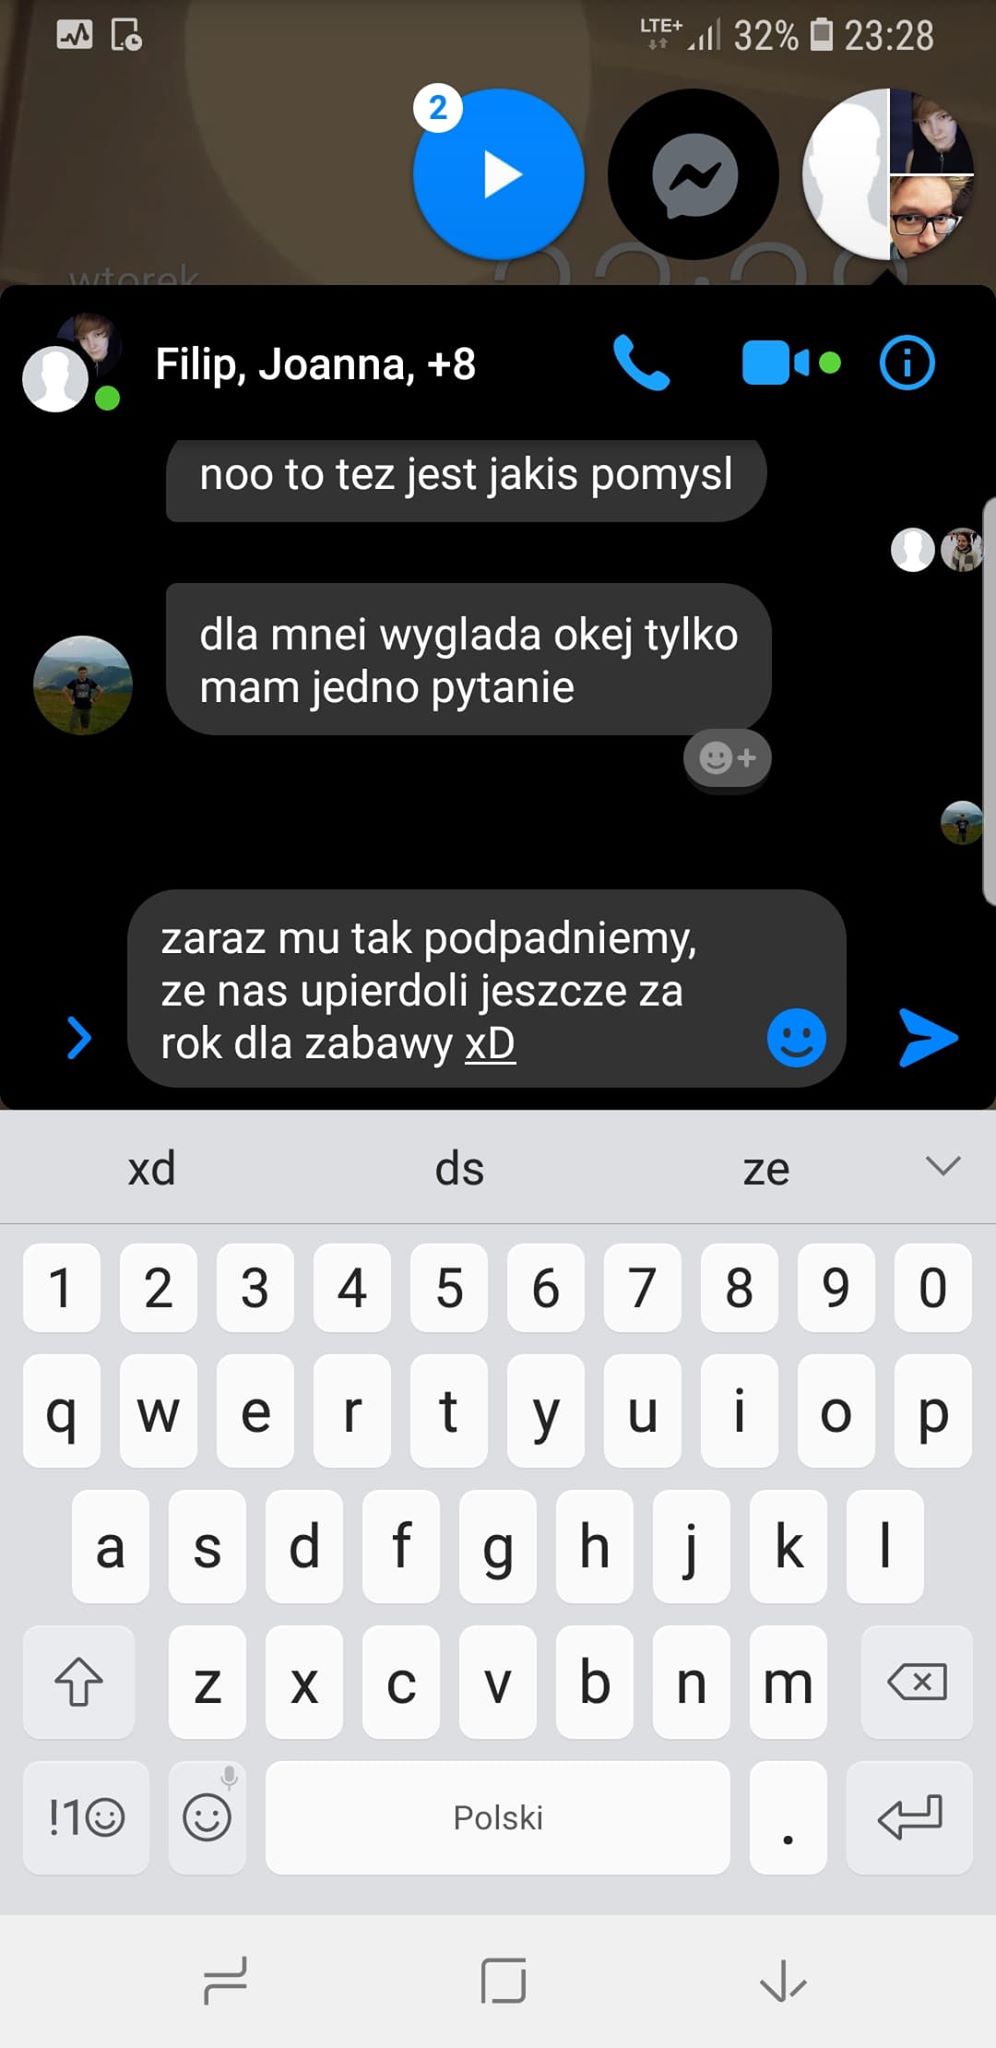 LTE+ 32% 23:28
2
wtorek
Filip, Joanna, +8
noo to tez jest jakis pomysl
dla mnei wyglada okej tylko
mam jedno pytanie
zaraz mu tak podpadniemy,
ze nas upierdoli jeszcze za
rok dla zabawy xD
xd ds ze
1 2 3 4 5 6 7 8 9 0
q w e r t y u i o p
a s d f g h j k l
z x c v b n m
!1☺ Polski .